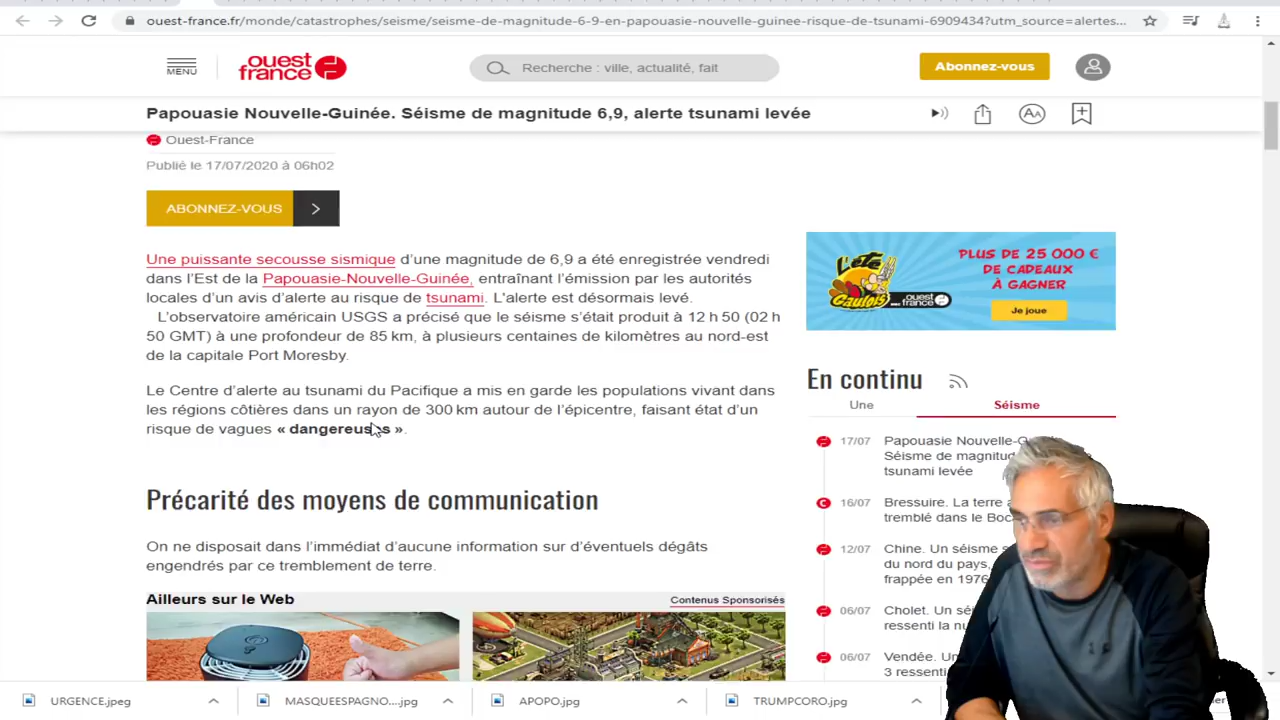 ouest-france.fr/monde/catastrophes/seisme/seisme-de-magnitude-6-9-en-papouasie-nouvelle-guinee-risque-de-tsunami-6909434?utm_source=alertes...
MENU
ouest
france
Recherche : ville, actualité, fait
Abonnez-vous
Papouasie Nouvelle-Guinée. Séisme de magnitude 6,9, alerte tsunami levée
AA
Ouest-France
Publié le 17/07/2020 à 06h02
ABONNEZ-VOUS
Une puissante secousse sismique d’une magnitude de 6,9 a été enregistrée vendredi
dans l’Est de la Papouasie-Nouvelle-Guinée, entraînant l’émission par les autorités
locales d’un avis d’alerte au risque de tsunami. L'alerte est désormais levé.
L’observatoire américain USGS a précisé que le séisme s’était produit à 12 h 50 (02 h
50 GMT) à une profondeur de 85 km, à plusieurs centaines de kilomètres au nord-est
de la capitale Port Moresby.
Le Centre d’alerte au tsunami du Pacifique a mis en garde les populations vivant dans
les régions côtières dans un rayon de 300 km autour de l’épicentre, faisant état d’un
risque de vagues « dangereuses ».
Précarité des moyens de communication
On ne disposait dans l’immédiat d’aucune information sur d’éventuels dégâts
engendrés par ce tremblement de terre.
Ailleurs sur le Web
Contenus Sponsorisés
L'été
Gaulois
ouest
france
PLUS DE 25 000 €
DE CADEAUX
À GAGNER
Je joue
En continu
Une
Séisme
17/07
Papouasie Nouvelle-G
Séisme de magnitud
tsunami levée
16/07
Bressuire. La terre a
tremblé dans le Boc
12/07
Chine. Un séisme s
du nord du pays,
frappée en 1976
06/07
Cholet. Un sé
ressenti la nu
06/07
Vendée. Un
3 ressenti
URGENCE.jpeg
MASQUEESPAGNO....jpg
APOPO.jpg
TRUMPCORO.jpg